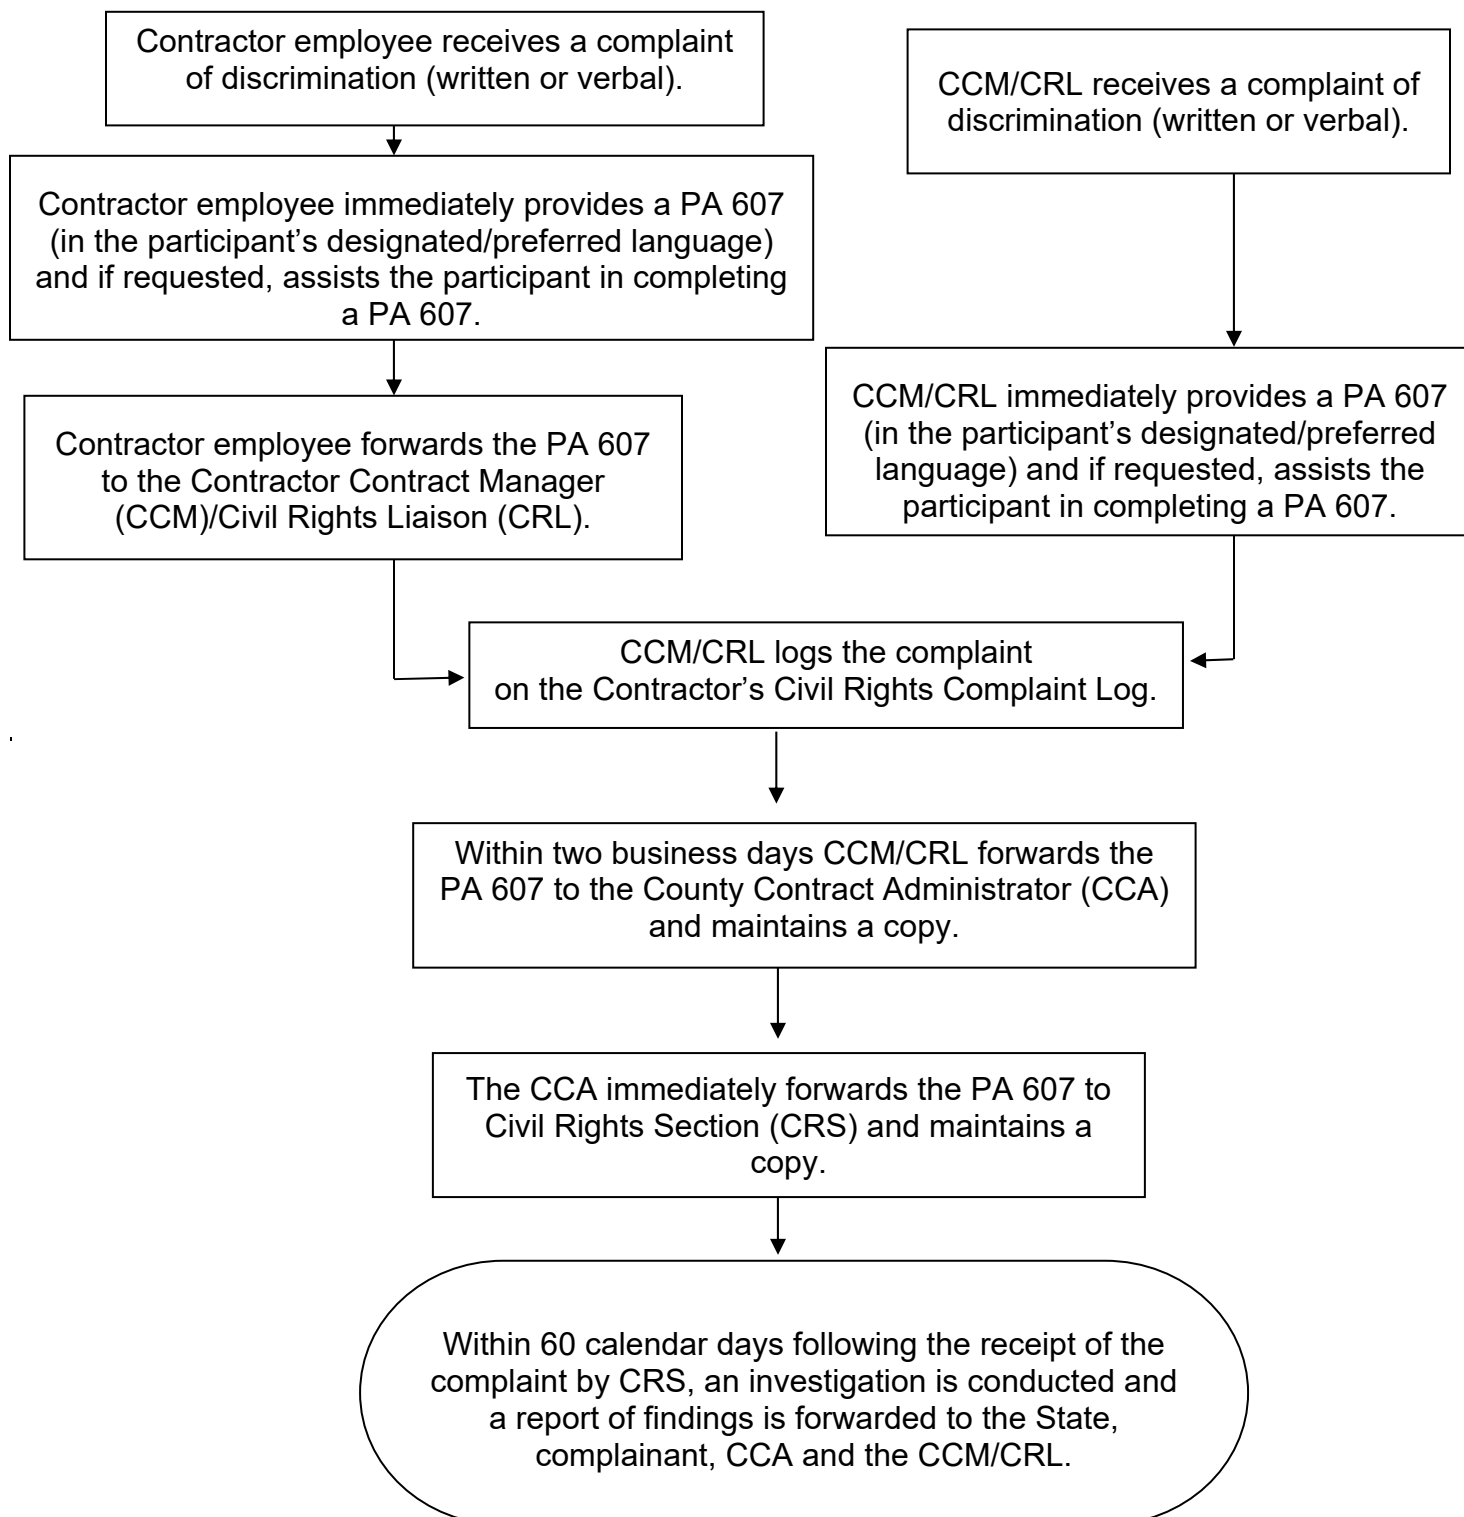 Contractor employee receives a complaint
of discrimination (written or verbal).
CCM/CRL receives a complaint of
discrimination (written or verbal).
Contractor employee immediately provides a PA 607
(in the participant’s designated/preferred language)
and if requested, assists the participant in completing
a PA 607.
CCM/CRL immediately provides a PA 607
(in the participant’s designated/preferred
language) and if requested, assists the
participant in completing a PA 607.
Contractor employee forwards the PA 607
to the Contractor Contract Manager
(CCM)/Civil Rights Liaison (CRL).
CCM/CRL logs the complaint
on the Contractor’s Civil Rights Complaint Log.
Within two business days CCM/CRL forwards the
PA 607 to the County Contract Administrator (CCA)
and maintains a copy.
The CCA immediately forwards the PA 607 to
Civil Rights Section (CRS) and maintains a
copy.
Within 60 calendar days following the receipt of the
complaint by CRS, an investigation is conducted and
a report of findings is forwarded to the State,
complainant, CCA and the CCM/CRL.